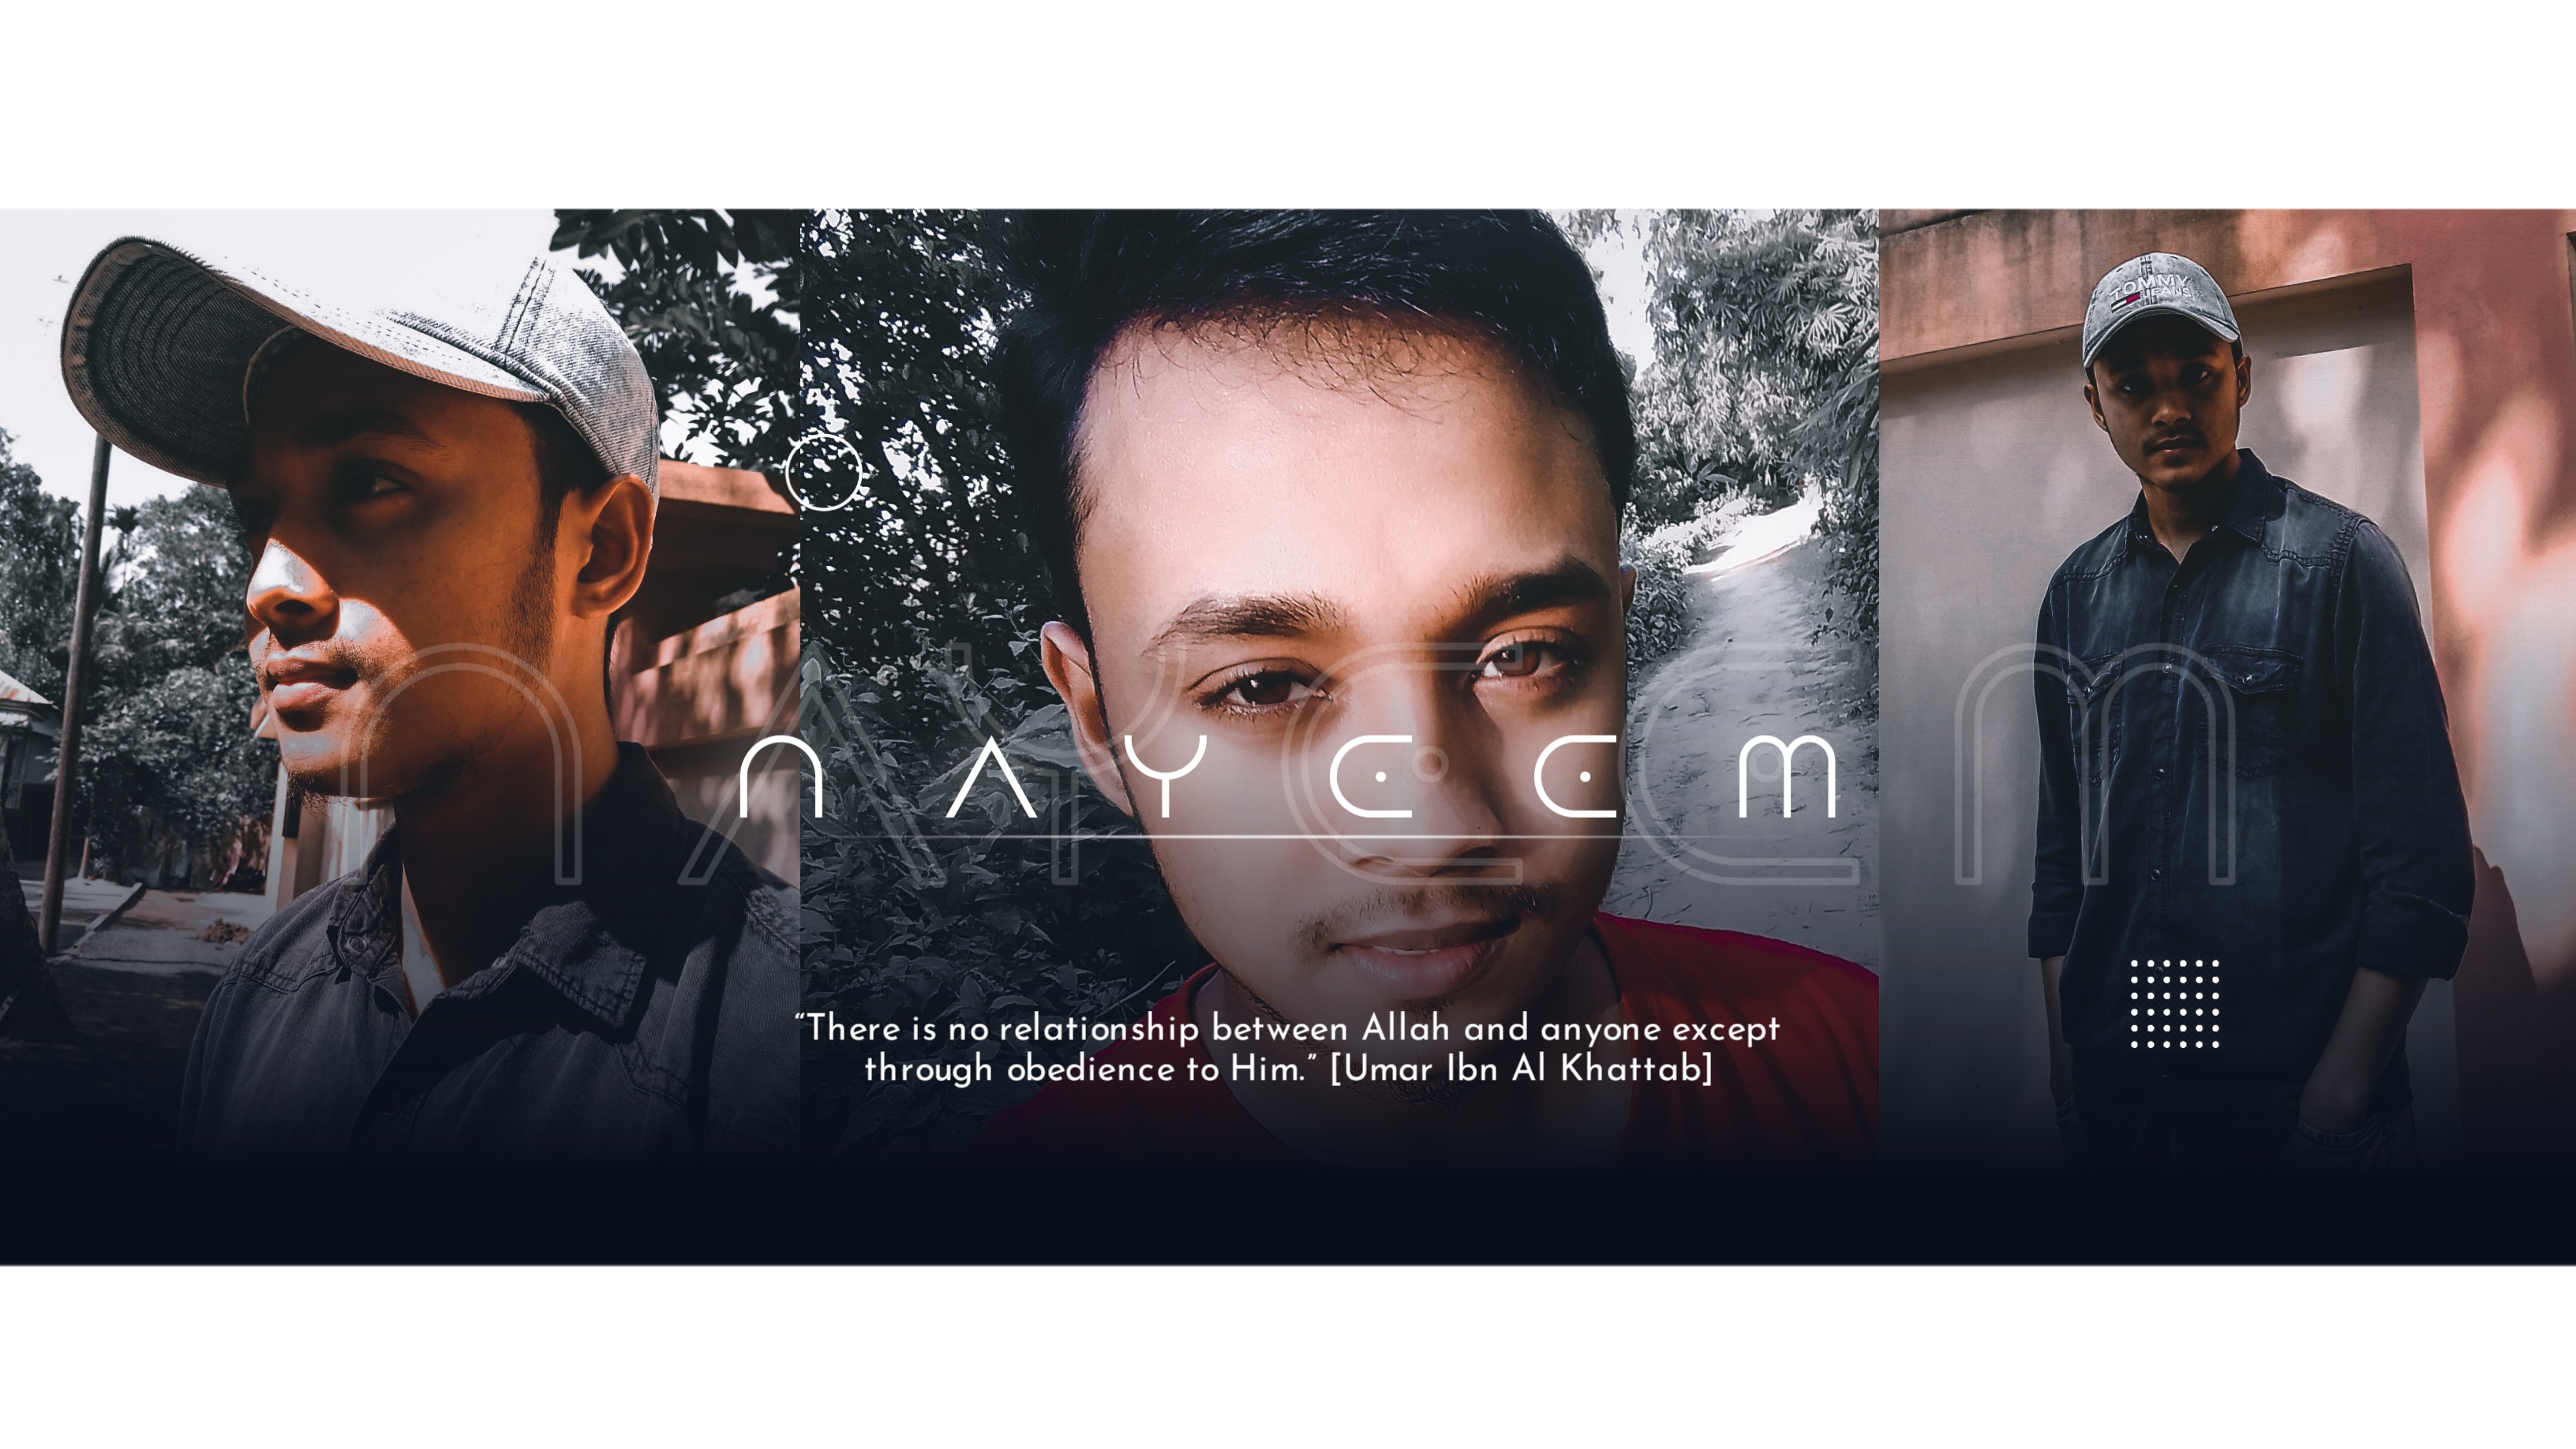 TOMMY
JEANS
NAYEEM
NAYEEM
“There is no relationship between Allah and anyone except
through obedience to Him.” [Umar Ibn Al Khattab]